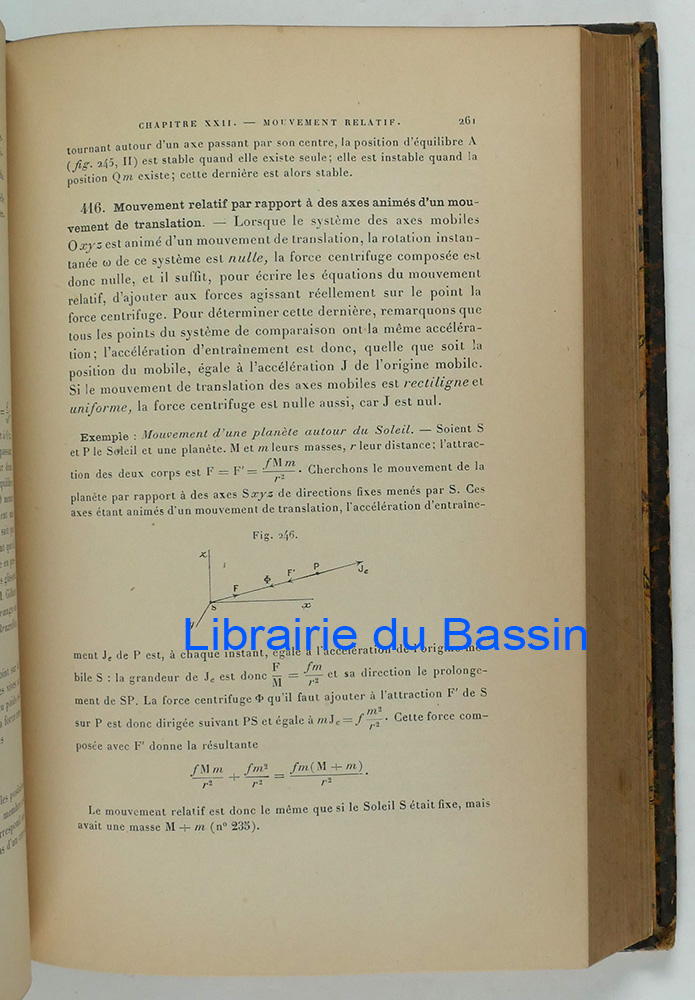 CHAPITRE XXII. — MOUVEMENT RELATIF. 261
tournant autour d'un axe passant par son centre, la position d'équilibre A
(fig. 245, II) est stable quand elle existe seule; elle est instable quand la
position Qm existe; cette dernière est alors stable.
416. Mouvement relatif par rapport à des axes animés d'un mou-
vement de translation. — Lorsque le système des axes mobiles
Oxyz est animé d'un mouvement de translation, la rotation instan-
tanée ω de ce système est nulle, la force centrifuge composée est
donc nulle, et il suffit, pour écrire les équations du mouvement
relatif, d'ajouter aux forces agissant réellement sur le point la
force centrifuge. Pour déterminer cette dernière, remarquons que
tous les points du système de comparaison ont la même accéléra-
tion; l'accélération d'entraînement est donc, quelle que soit la
position du mobile, égale à l'accélération J de l'origine mobile.
Si le mouvement de translation des axes mobiles est rectiligne et
uniforme, la force centrifuge est nulle aussi, car J est nul.
Exemple : Mouvement d'une planète autour du Soleil. — Soient S
et P le Soleil et une planète. M et m leurs masses, r leur distance; l'attrac-
tion des deux corps est F = F' = fMm/r². Cherchons le mouvement de la
planète par rapport à des axes Sxyz de directions fixes menés par S. Ces
axes étant animés d'un mouvement de translation, l'accélération d'entraîne-
Fig. 246.
S F Φ F' P Je
x
Librairie du Bassin
ment Je de P est, à chaque instant, égale à l'accélération de l'origine mo-
bile S : la grandeur de Je est donc F/M = fm/r² et sa direction le prolonge-
ment de SP. La force centrifuge Φ qu'il faut ajouter à l'attraction F' de S
sur P est donc dirigée suivant PS et égale à mJe = f m²/r². Cette force com-
posée avec F' donne la résultante
fMm/r² + fm²/r² = fm(M + m)/r².
Le mouvement relatif est donc le même que si le Soleil S était fixe, mais
avait une masse M + m (n° 235).